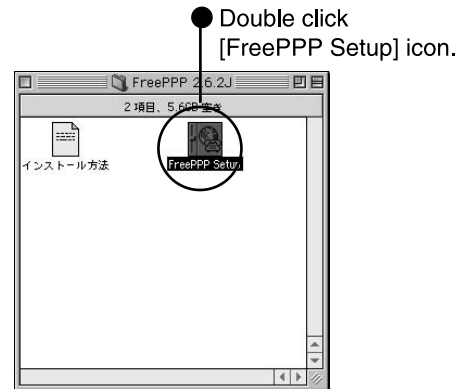 Double click
[FreePPP Setup] icon.
FreePPP 2.6.2J
2 項目、5.6GB 空き
インストール方法
FreePPP Setup